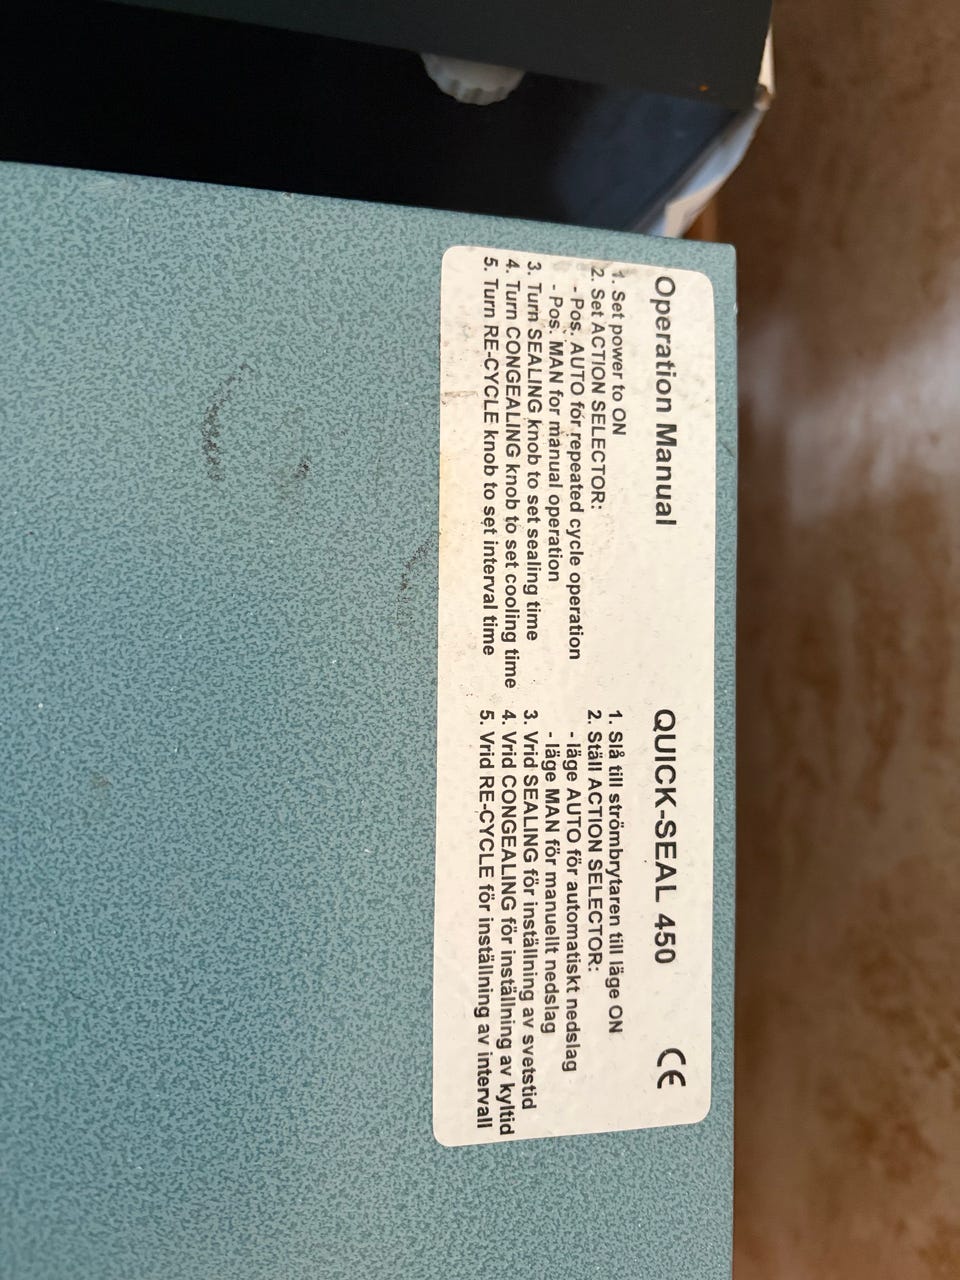 Operation Manual
QUICK-SEAL 450
CE
1. Set power to ON
2. Set ACTION SELECTOR:
- Pos. AUTO for repeated cycle operation
- Pos. MAN for manual operation
3. Turn SEALING knob to set sealing time
4. Turn CONGEALING knob to set cooling time
5. Turn RE-CYCLE knob to set interval time
1. Slå till strömbrytaren till läge ON
2. Ställ ACTION SELECTOR:
- läge AUTO för automatiskt nedslag
- läge MAN för manuellt nedslag
3. Vrid SEALING för inställning av svetstid
4. Vrid CONGEALING för inställning av kyltid
5. Vrid RE-CYCLE för inställning av intervall